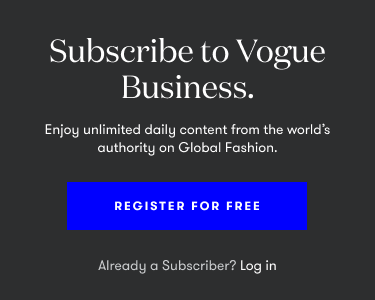 Subscribe to Vogue
Business.
Enjoy unlimited daily content from the world’s
authority on Global Fashion.
REGISTER FOR FREE
Already a Subscriber? Log in